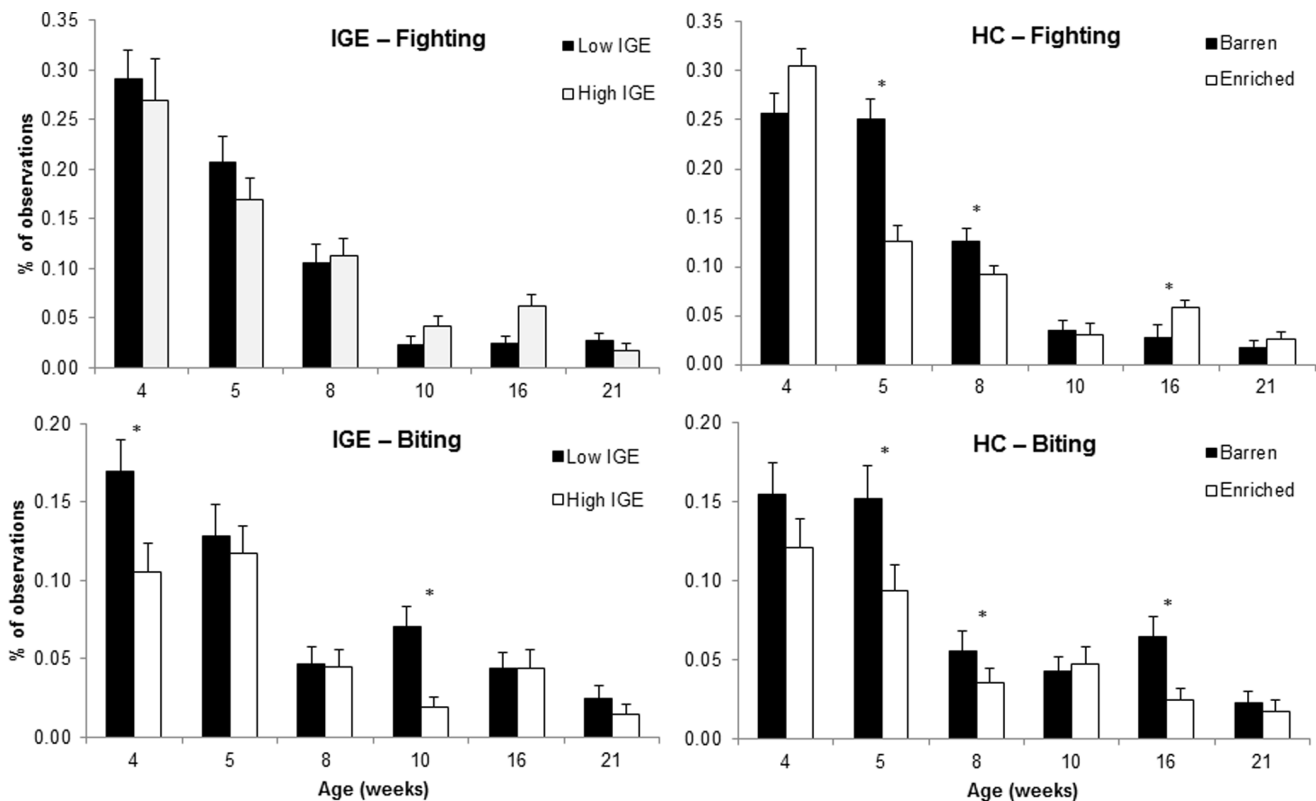 IGE – Fighting
Low IGE
High IGE
% of observations
0.35
0.30
0.25
0.20
0.15
0.10
0.05
0.00
4 5 8 10 16 21
HC – Fighting
Barren
Enriched
0.35
0.30
0.25
0.20
0.15
0.10
0.05
0.00
*
*
*
4 5 8 10 16 21
IGE – Biting
Low IGE
High IGE
% of observations
0.20
0.15
0.10
0.05
0.00
*
*
4 5 8 10 16 21
Age (weeks)
HC – Biting
Barren
Enriched
0.20
0.15
0.10
0.05
0.00
*
*
*
4 5 8 10 16 21
Age (weeks)